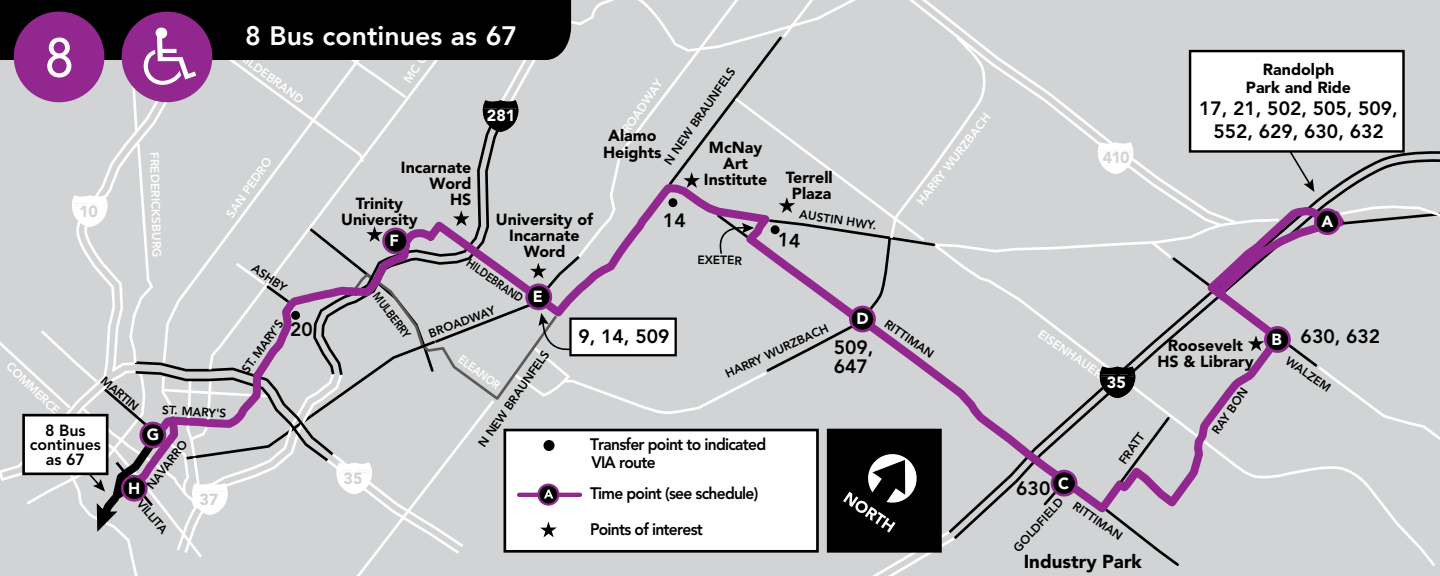 8
8 Bus continues as 67
HILDEBRAND
BROADWAY
N NEW BRAUNFELS
HARRY WURZBACH
410
281
10
FREDERICKSBURG
SAN PEDRO
Randolph
Park and Ride
17, 21, 502, 505, 509,
552, 629, 630, 632
A
Alamo
Heights
McNay
Art
Institute
Terrell
Plaza
AUSTIN HWY.
14
14
EXETER
Incarnate
Word
HS
Trinity
University
F
University of
Incarnate
Word
HILDEBRAND
E
9, 14, 509
ASHBY
20
MULBERRY
BROADWAY
ELEANOR
N NEW BRAUNFELS
ST. MARY'S
HARRY WURZBACH
D
509,
647
RITTIMAN
EISENHAUER
35
Roosevelt
HS & Library
B
630, 632
WALZEM
RAY BON
FRATT
630
C
GOLDFIELD
RITTIMAN
Industry Park
COMMERCE
MARTIN
ST. MARY'S
G
NAVARRO
8 Bus
continues
as 67
H
VILLITA
37
35
Transfer point to indicated
VIA route
A
Time point (see schedule)
Points of interest
NORTH